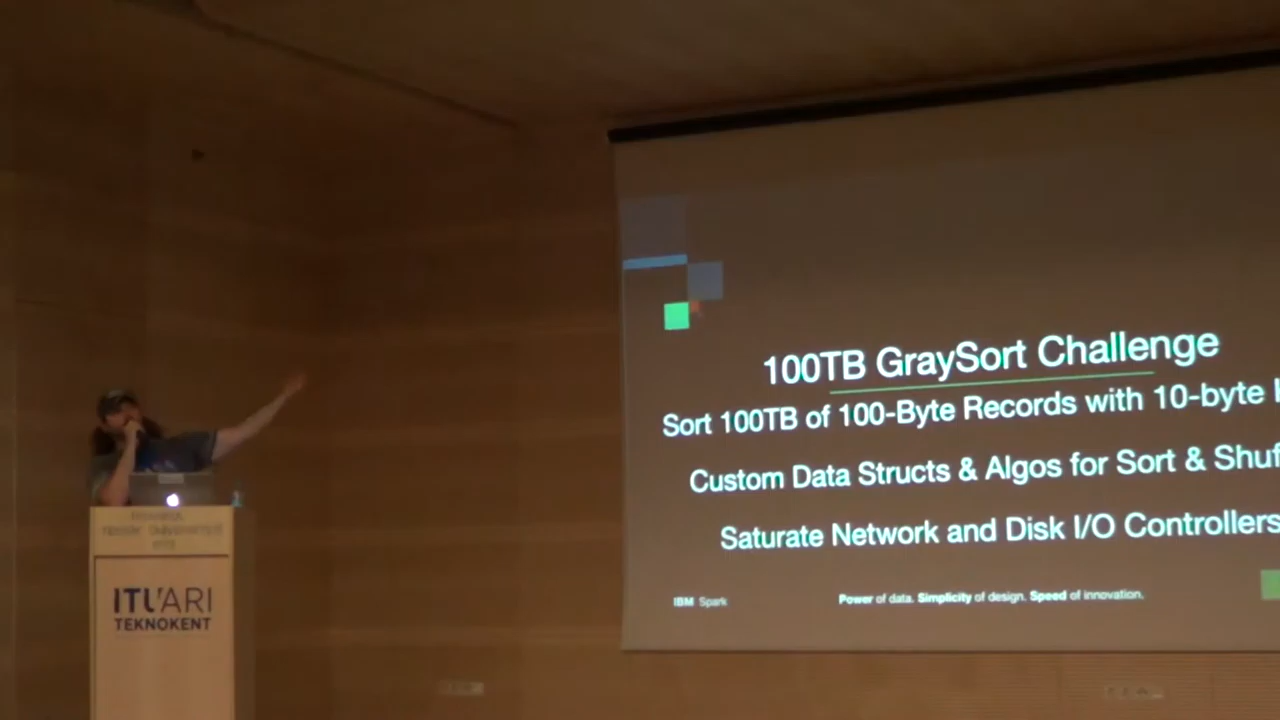 100TB GraySort Challenge
Sort 100TB of 100-Byte Records with 10-byte
Custom Data Structs & Algos for Sort & Shuf
Saturate Network and Disk I/O Controllers
IBM Spark
Power of data. Simplicity of design. Speed of innovation.
ITU ARI
TEKNOKENT